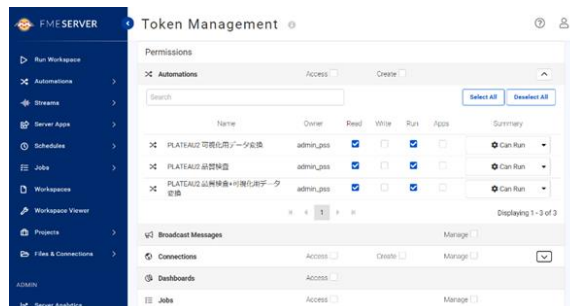 FMESERVER
Token Management
Run Workspace
Automations
Streams
Server Apps
Schedules
Jobs
Workspaces
Workspace Viewer
Projects
Files & Connections
ADMIN
Server Analytics
Permissions
Automations Access Create
Search Select All Deselect All
Name Owner Read Write Run Apps Summary
PLATEAU2 可視化用データ変換 admin_pss Can Run
PLATEAU2 品質検査 admin_pss Can Run
PLATEAU2 品質検査+可視化用データ変換 admin_pss Can Run
1 Displaying 1 - 3 of 3
Broadcast Messages Manage
Connections Access Create Manage
Dashboards Access
Jobs Access Manage